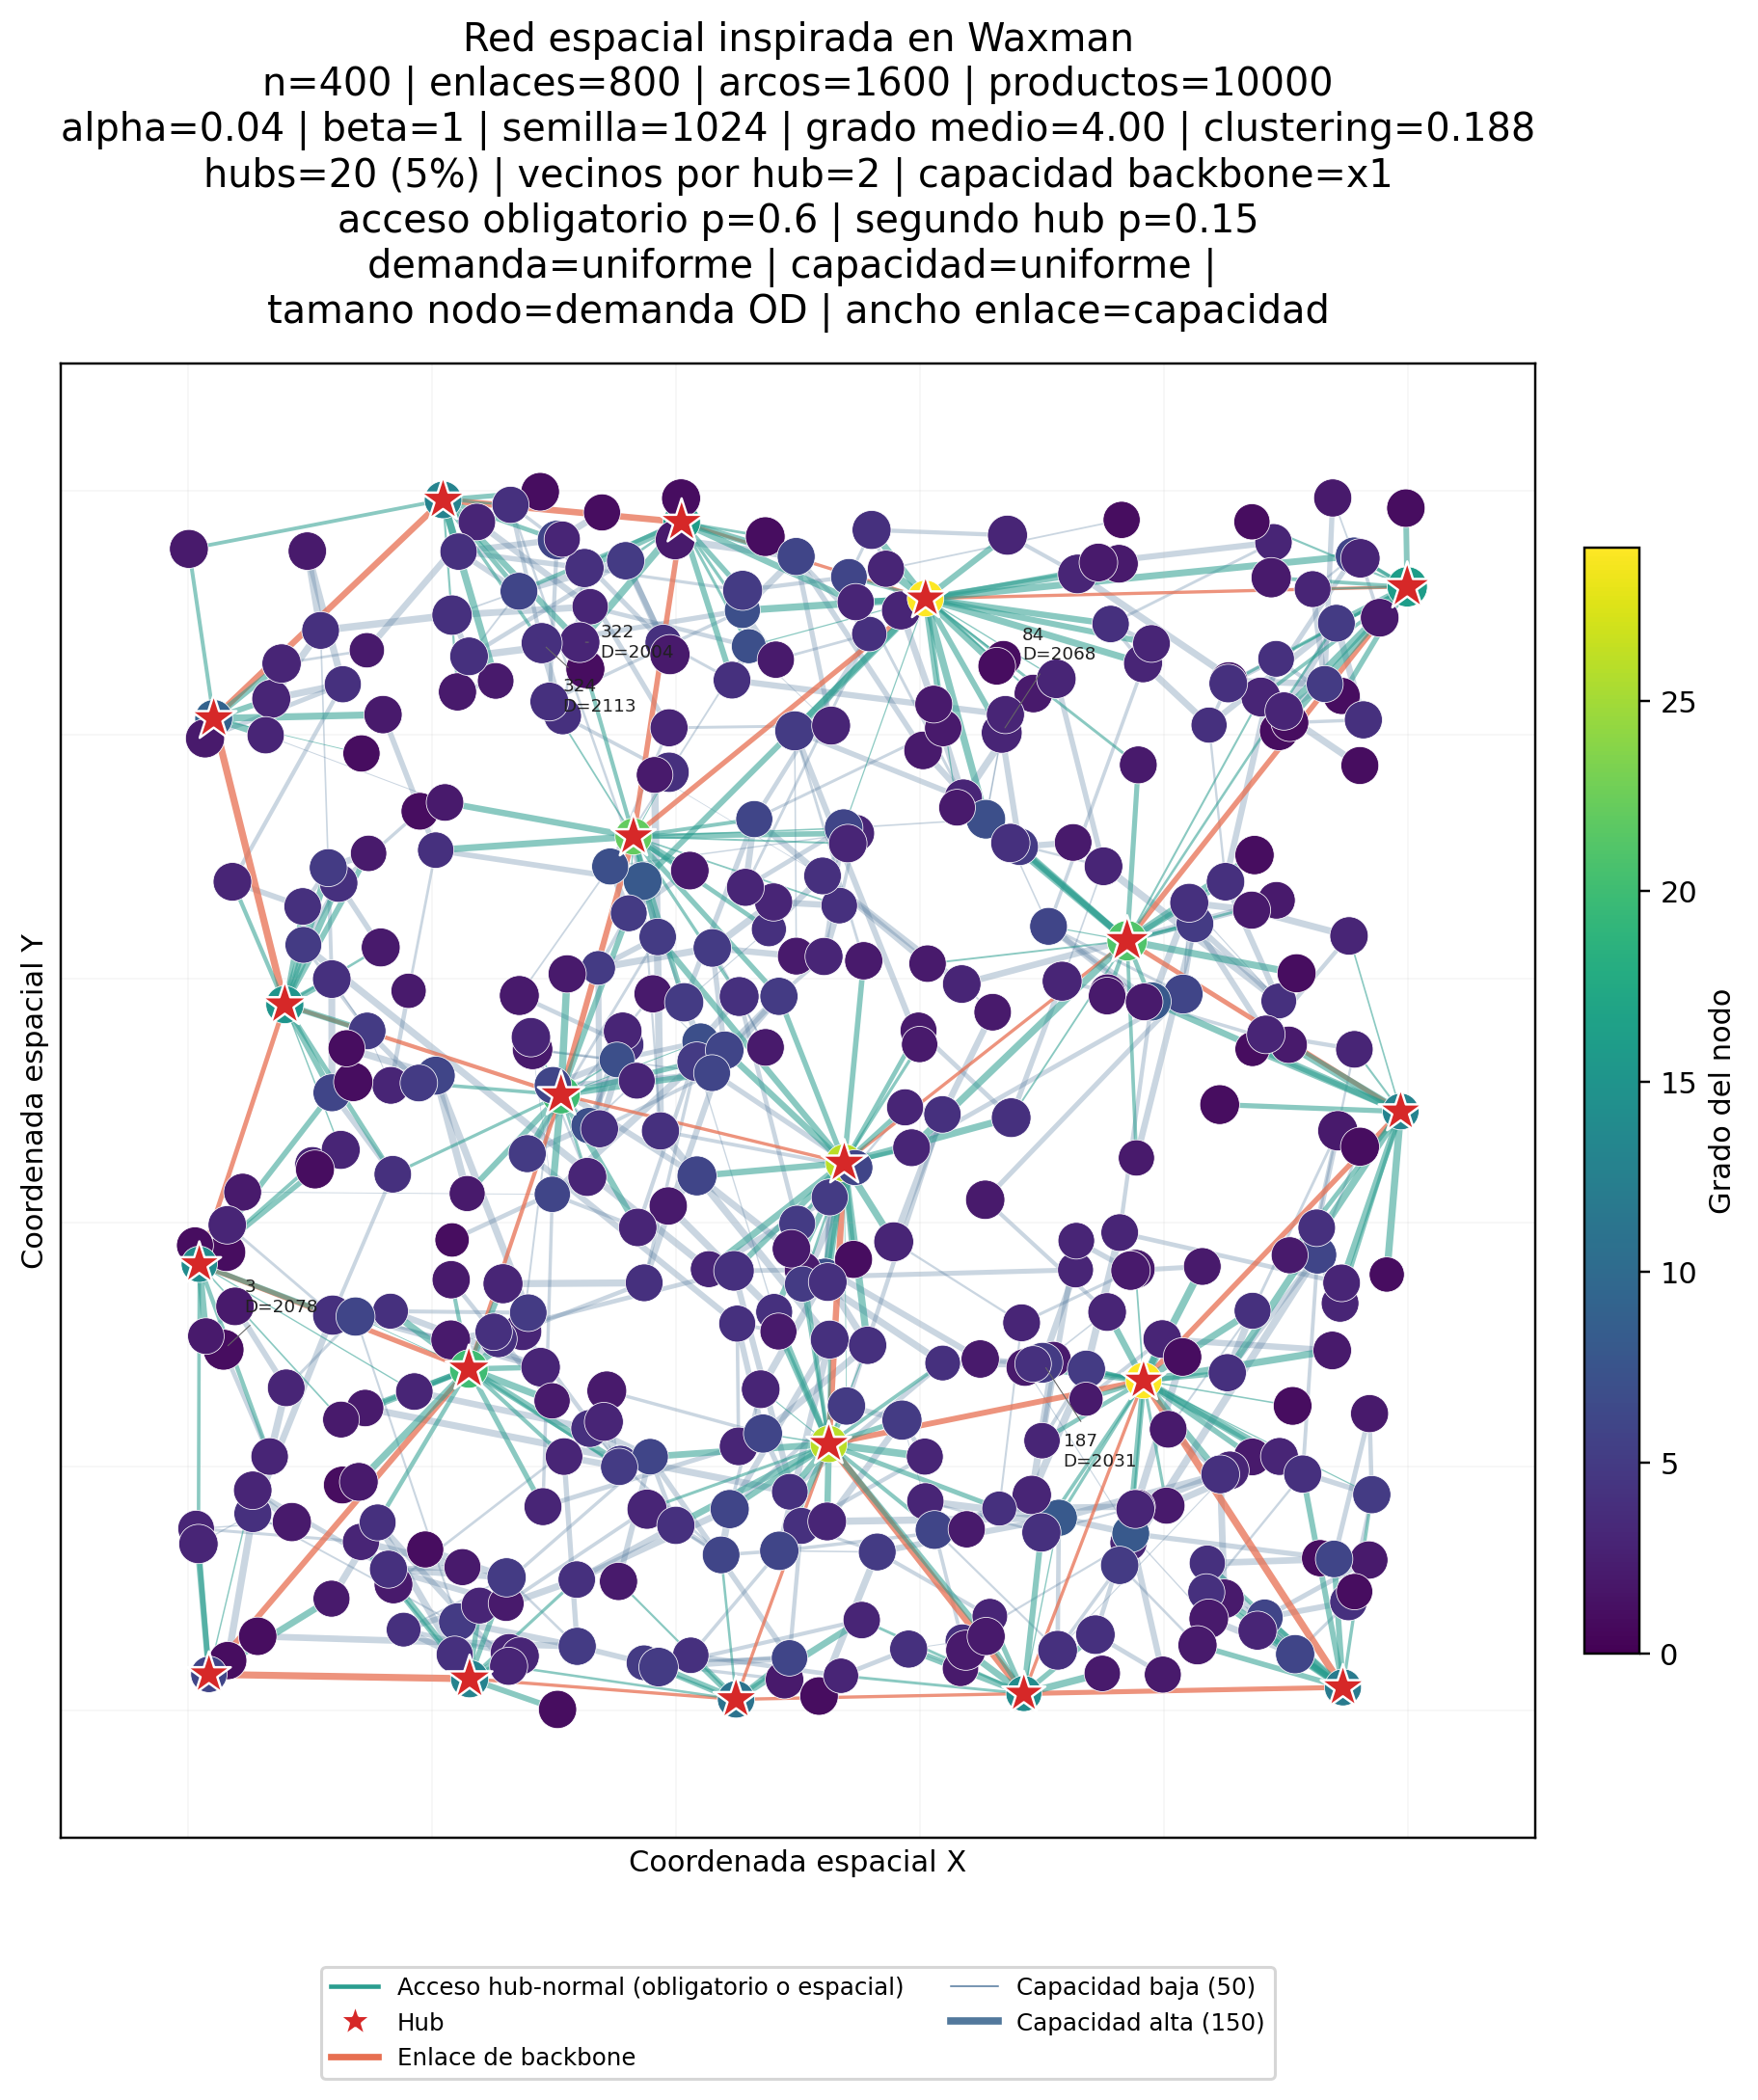 Red espacial inspirada en Waxman
n=400 | enlaces=800 | arcos=1600 | productos=10000
alpha=0.04 | beta=1 | semilla=1024 | grado medio=4.00 | clustering=0.188
hubs=20 (5%) | vecinos por hub=2 | capacidad backbone=x1
acceso obligatorio p=0.6 | segundo hub p=0.15
demanda=uniforme | capacidad=uniforme |
tamano nodo=demanda OD | ancho enlace=capacidad
322
D=2004
84
D=2068
324
D=2113
3
D=2078
187
D=2031
Coordenada espacial Y
Coordenada espacial X
25
20
15
10
5
0
Grado del nodo
Acceso hub-normal (obligatorio o espacial)
Hub
Enlace de backbone
Capacidad baja (50)
Capacidad alta (150)